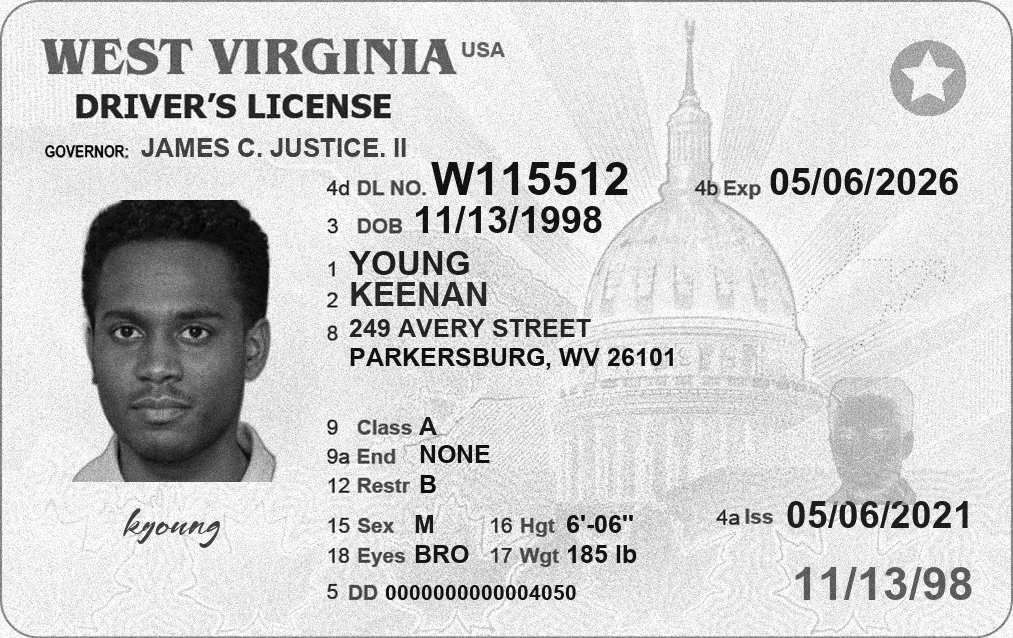 WEST VIRGINIA USA
DRIVER'S LICENSE
GOVERNOR: JAMES C. JUSTICE. II
4d DL NO. W115512 4b Exp 05/06/2026
3 DOB 11/13/1998
1 YOUNG
2 KEENAN
8 249 AVERY STREET
PARKERSBURG, WV 26101
9 Class A
9a End NONE
12 Restr B
kyoung
15 Sex M 16 Hgt 6'-06" 4a Iss 05/06/2021
18 Eyes BRO 17 Wgt 185 lb
5 DD 0000000000004050
11/13/98